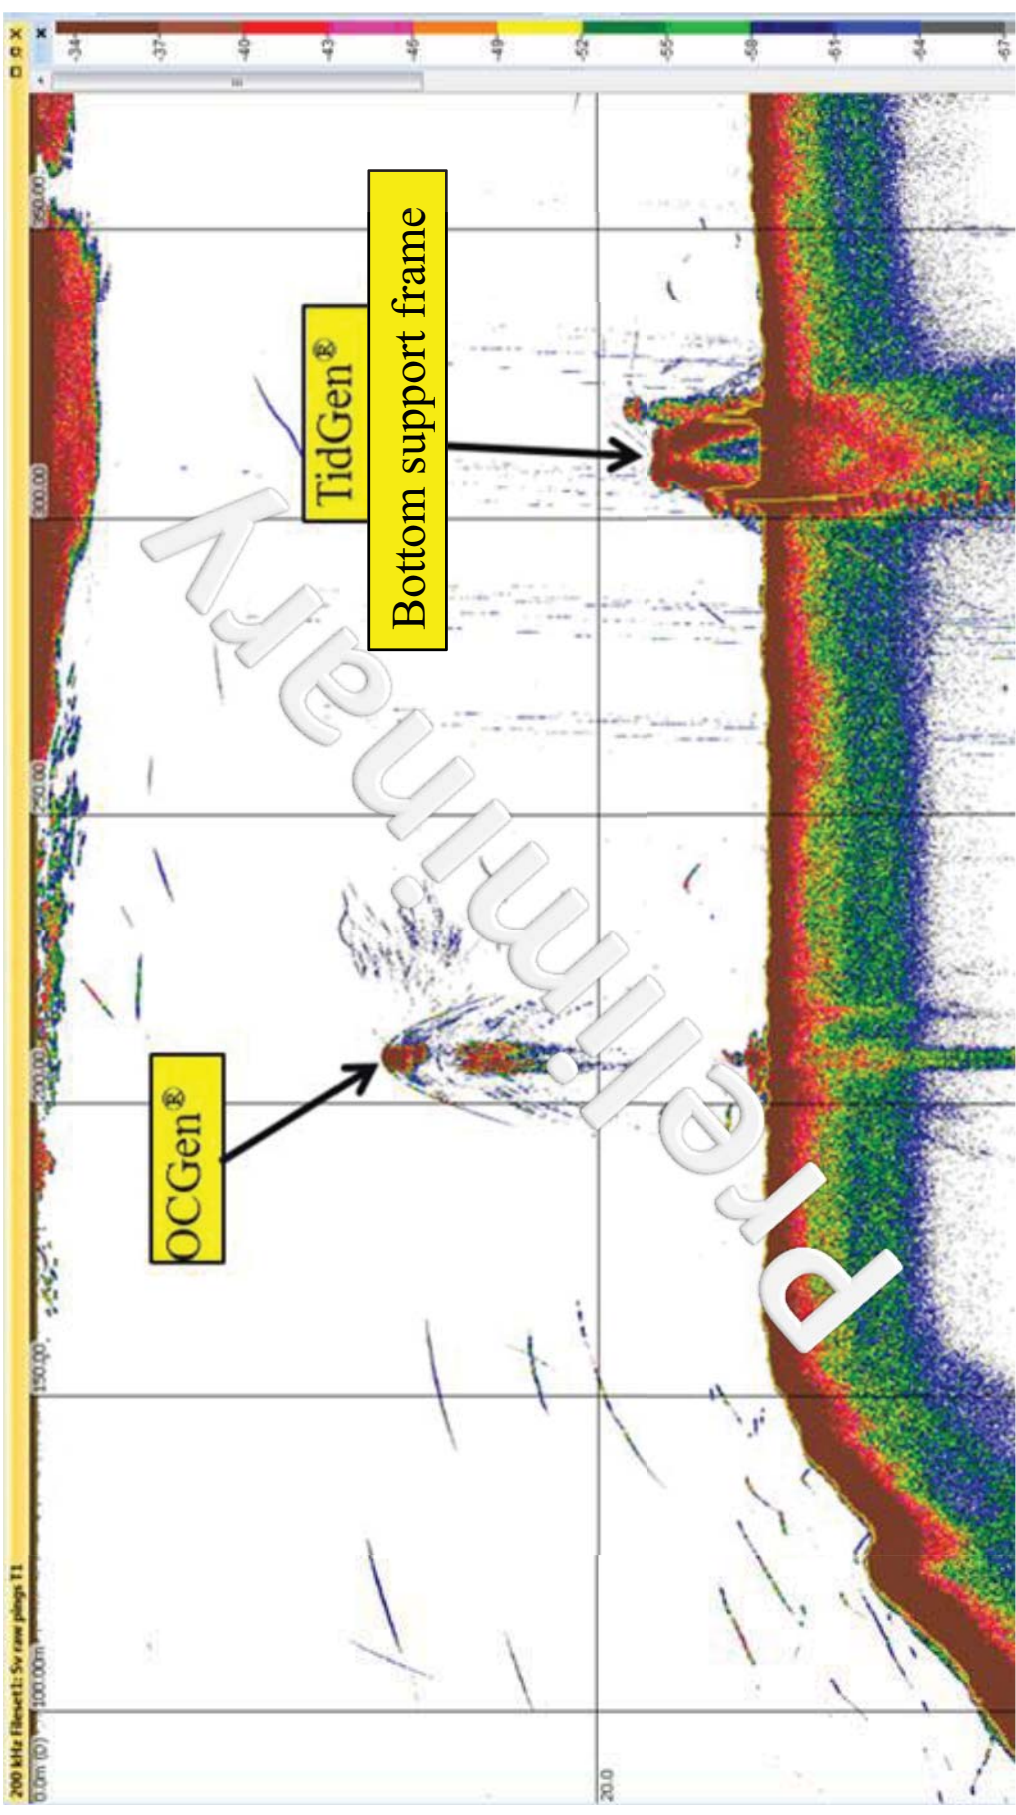 200 kHz Fileset1: Sv raw pings T1
0.0m (D)
100.00m
150.00
200.00
250.00
300.00
350.00
-34
-37
-40
-43
-46
-49
-52
-55
-58
-61
-64
-67
OCGen®
TidGen®
Bottom support frame
20.0
Preliminary